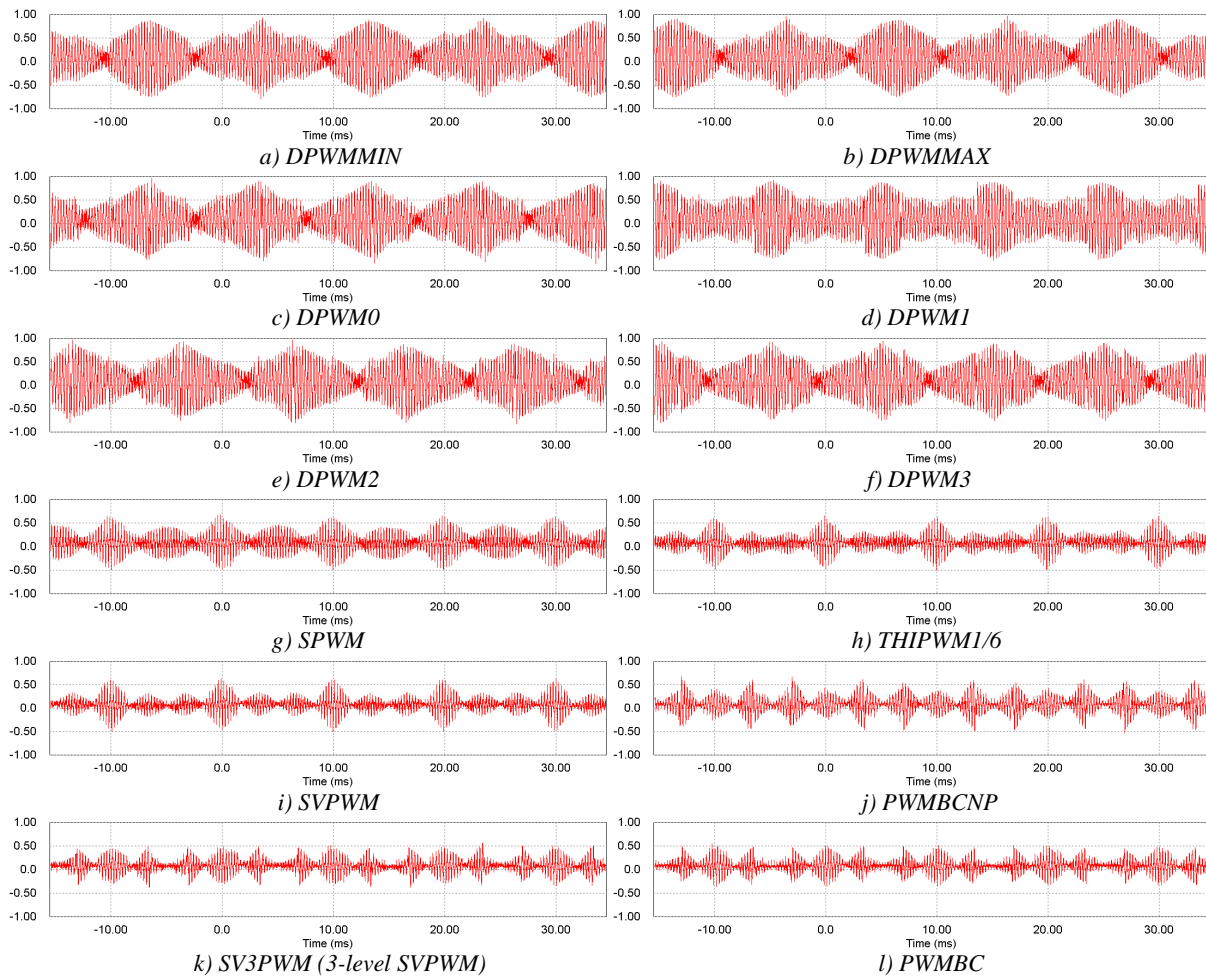 1.00
0.50
0.0
-0.50
-1.00
-10.00 0.0 10.00 20.00 30.00
Time (ms)
a) DPWMMIN
1.00
0.50
0.0
-0.50
-1.00
-10.00 0.0 10.00 20.00 30.00
Time (ms)
b) DPWMMAX
1.00
0.50
0.0
-0.50
-1.00
-10.00 0.0 10.00 20.00 30.00
Time (ms)
c) DPWM0
1.00
0.50
0.0
-0.50
-1.00
-10.00 0.0 10.00 20.00 30.00
Time (ms)
d) DPWM1
1.00
0.50
0.0
-0.50
-1.00
-10.00 0.0 10.00 20.00 30.00
Time (ms)
e) DPWM2
1.00
0.50
0.0
-0.50
-1.00
-10.00 0.0 10.00 20.00 30.00
Time (ms)
f) DPWM3
1.00
0.50
0.0
-0.50
-1.00
-10.00 0.0 10.00 20.00 30.00
Time (ms)
g) SPWM
1.00
0.50
0.0
-0.50
-1.00
-10.00 0.0 10.00 20.00 30.00
Time (ms)
h) THIPWM1/6
1.00
0.50
0.0
-0.50
-1.00
-10.00 0.0 10.00 20.00 30.00
Time (ms)
i) SVPWM
1.00
0.50
0.0
-0.50
-1.00
-10.00 0.0 10.00 20.00 30.00
Time (ms)
j) PWMBCNP
1.00
0.50
0.0
-0.50
-1.00
-10.00 0.0 10.00 20.00 30.00
Time (ms)
k) SV3PWM (3-level SVPWM)
1.00
0.50
0.0
-0.50
-1.00
-10.00 0.0 10.00 20.00 30.00
Time (ms)
l) PWMBC